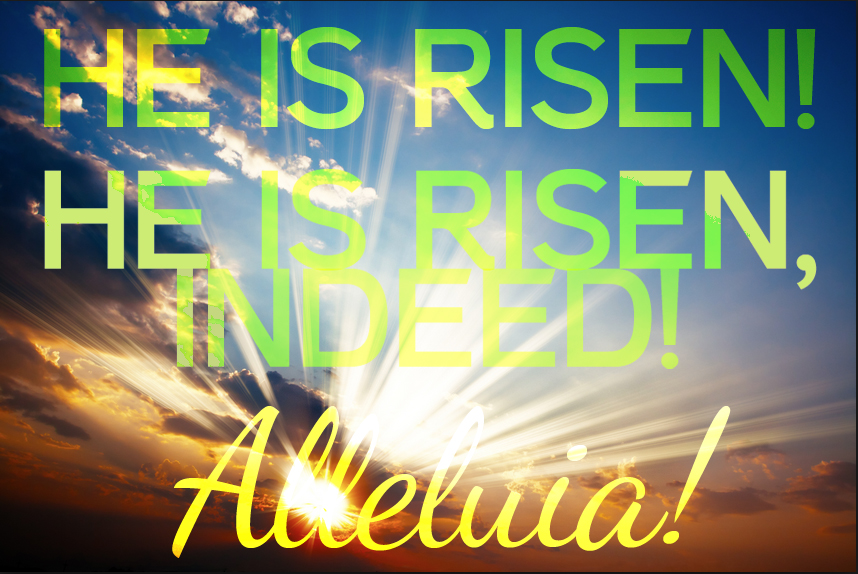 HE IS RISEN!
HE IS RISEN,
INDEED!
Alleluia!